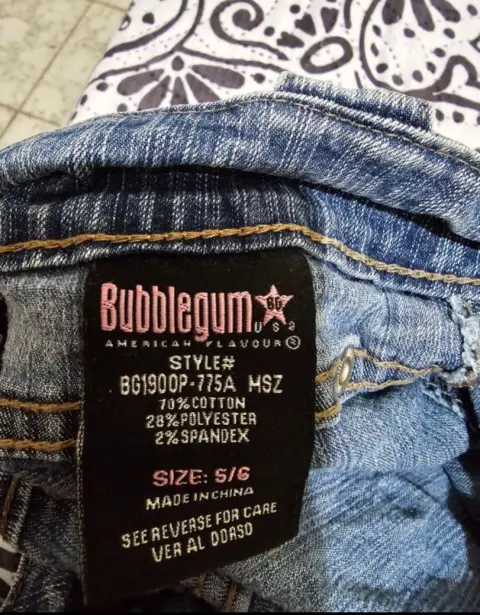 Bubblegum BG USA
AMERICAN FLAVOUR®
STYLE#
BG1900P-775A HSZ
70%COTTON
28%POLYESTER
2%SPANDEX
SIZE: 5/6
MADE IN CHINA
SEE REVERSE FOR CARE
VER AL DORSO